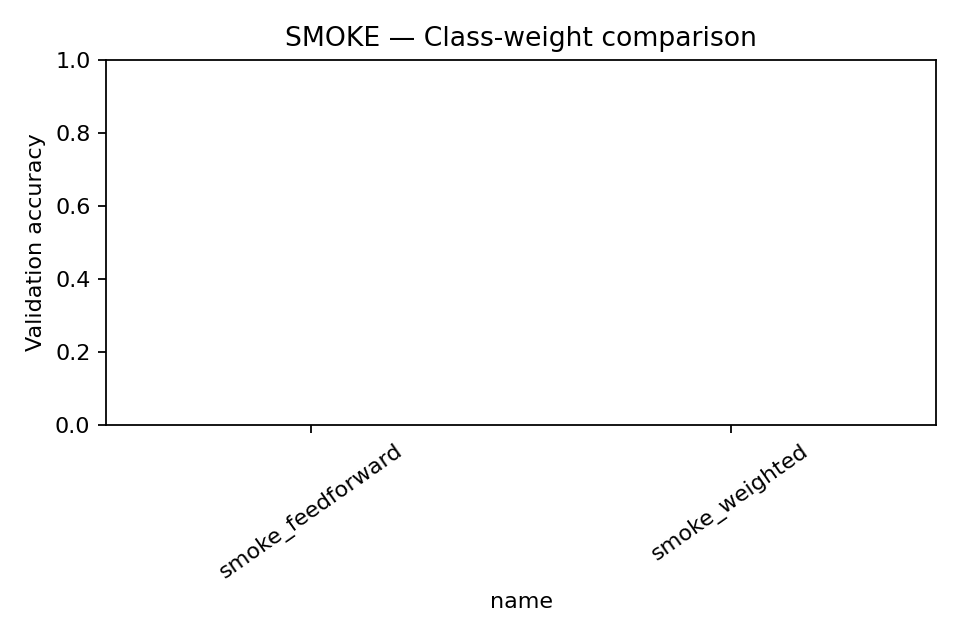 SMOKE — Class-weight comparison
Validation accuracy
1.0
0.8
0.6
0.4
0.2
0.0
smoke_feedforward
smoke_weighted
name